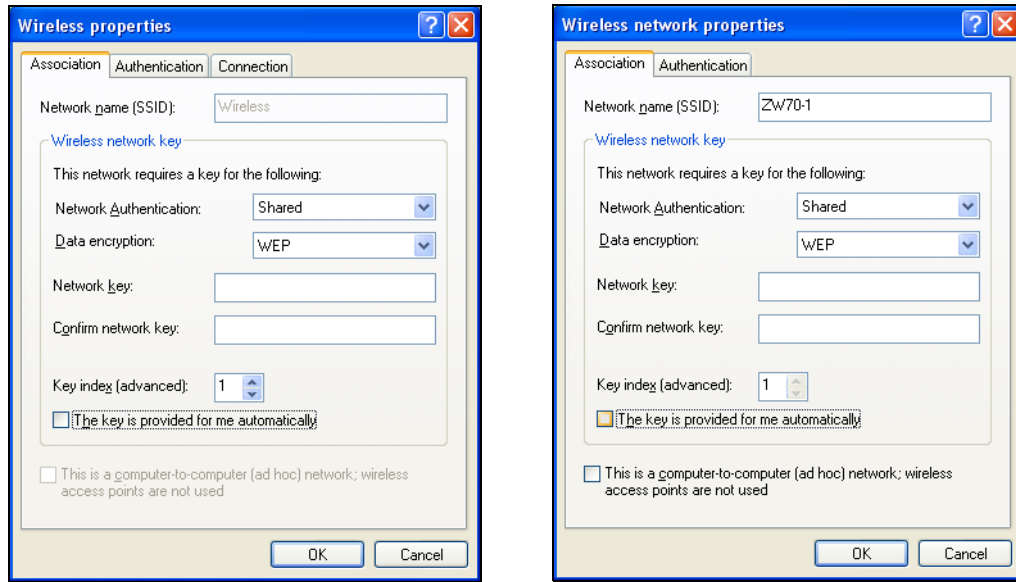 Wireless properties
Association Authentication Connection
Network name (SSID): Wireless
Wireless network key
This network requires a key for the following:
Network Authentication: Shared
Data encryption: WEP
Network key:
Confirm network key:
Key index (advanced): 1
The key is provided for me automatically
This is a computer-to-computer (ad hoc) network; wireless
access points are not used
OK Cancel
Wireless network properties
Association Authentication
Network name (SSID): ZW70-1
Wireless network key
This network requires a key for the following:
Network Authentication: Shared
Data encryption: WEP
Network key:
Confirm network key:
Key index (advanced): 1
The key is provided for me automatically
This is a computer-to-computer (ad hoc) network; wireless
access points are not used
OK Cancel